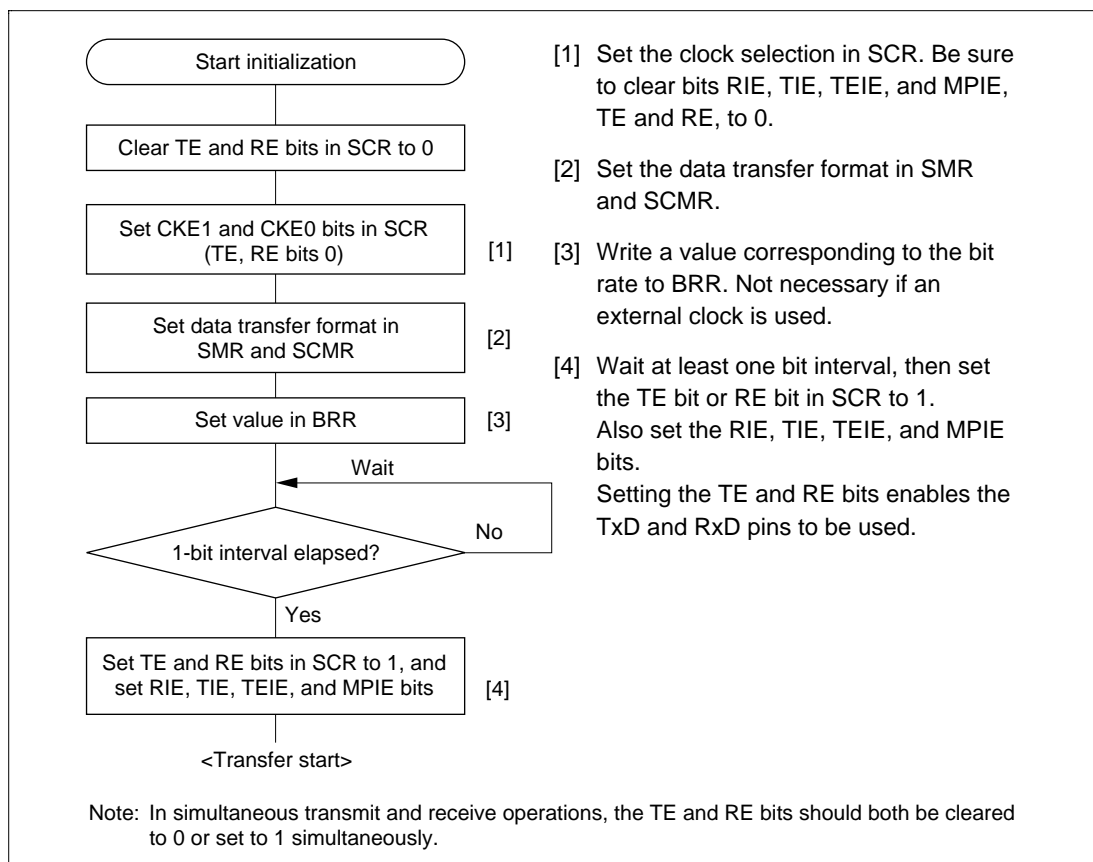 Start initialization
Clear TE and RE bits in SCR to 0
Set CKE1 and CKE0 bits in SCR
(TE, RE bits 0)
[1]
Set data transfer format in
SMR and SCMR
[2]
Set value in BRR
[3]
Wait
No
1-bit interval elapsed?
Yes
Set TE and RE bits in SCR to 1, and
set RIE, TIE, TEIE, and MPIE bits
[4]
<Transfer start>
[1] Set the clock selection in SCR. Be sure
to clear bits RIE, TIE, TEIE, and MPIE,
TE and RE, to 0.
[2] Set the data transfer format in SMR
and SCMR.
[3] Write a value corresponding to the bit
rate to BRR. Not necessary if an
external clock is used.
[4] Wait at least one bit interval, then set
the TE bit or RE bit in SCR to 1.
Also set the RIE, TIE, TEIE, and MPIE
bits.
Setting the TE and RE bits enables the
TxD and RxD pins to be used.
Note: In simultaneous transmit and receive operations, the TE and RE bits should both be cleared
to 0 or set to 1 simultaneously.